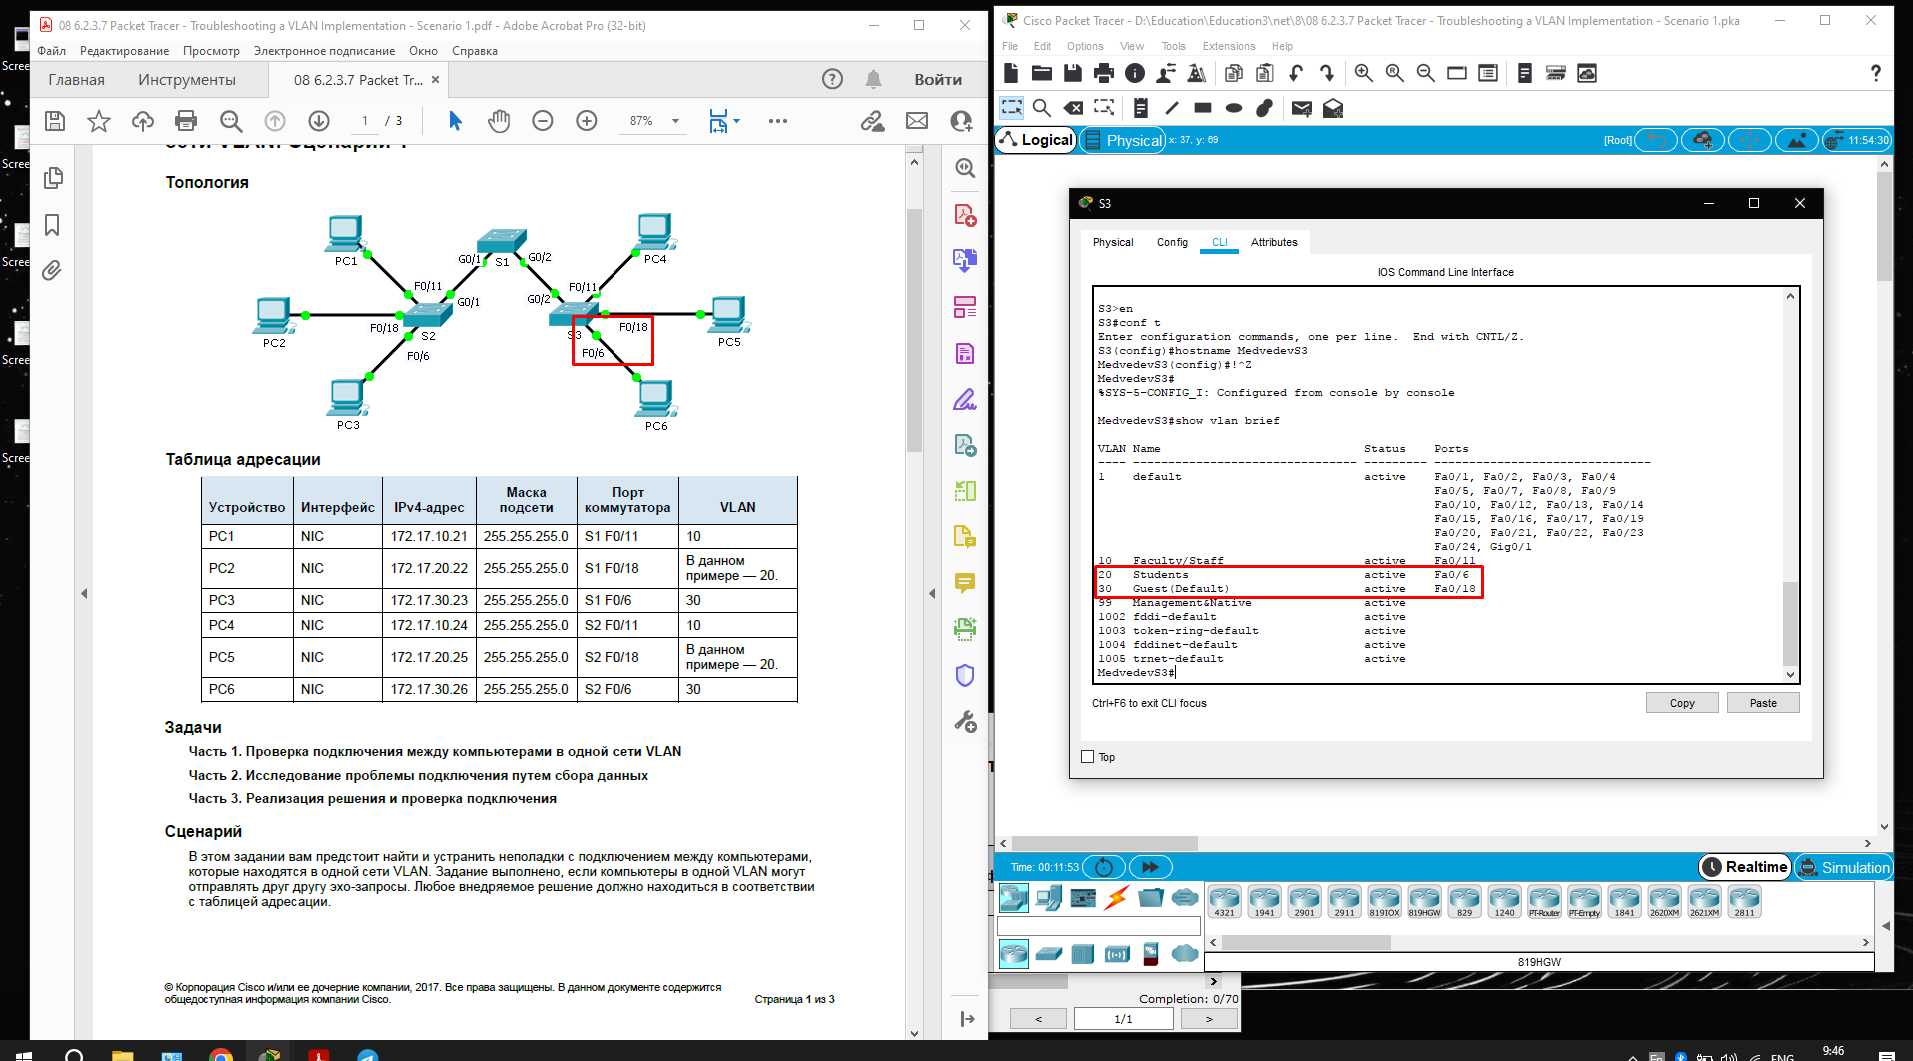 08 6.2.3.7 Packet Tracer - Troubleshooting a VLAN Implementation - Scenario 1.pdf - Adobe Acrobat Pro (32-bit)
Файл Редактирование Просмотр Электронное подписание Окно Справка
Главная Инструменты 08 6.2.3.7 Packet Tr... × Войти
1 / 3 87%
сети VLAN. Сценарий 1
Топология
PC1
PC2
PC3
PC4
PC5
PC6
S1
S2
S3
G0/1
G0/2
F0/11
G0/1
G0/2
F0/11
F0/18
F0/6
F0/18
F0/6
Таблица адресации
Устройство Интерфейс IPv4-адрес Маска подсети Порт коммутатора VLAN
PC1 NIC 172.17.10.21 255.255.255.0 S1 F0/11 10
PC2 NIC 172.17.20.22 255.255.255.0 S1 F0/18 В данном примере — 20.
PC3 NIC 172.17.30.23 255.255.255.0 S1 F0/6 30
PC4 NIC 172.17.10.24 255.255.255.0 S2 F0/11 10
PC5 NIC 172.17.20.25 255.255.255.0 S2 F0/18 В данном примере — 20.
PC6 NIC 172.17.30.26 255.255.255.0 S2 F0/6 30
Задачи
Часть 1. Проверка подключения между компьютерами в одной сети VLAN
Часть 2. Исследование проблемы подключения путем сбора данных
Часть 3. Реализация решения и проверка подключения
Сценарий
В этом задании вам предстоит найти и устранить неполадки с подключением между компьютерами,
которые находятся в одной сети VLAN. Задание выполнено, если компьютеры в одной VLAN могут
отправлять друг другу эхо-запросы. Любое внедряемое решение должно находиться в соответствии
с таблицей адресации.
© Корпорация Cisco и/или ее дочерние компании, 2017. Все права защищены. В данном документе содержится
общедоступная информация компании Cisco. Страница 1 из 3
Cisco Packet Tracer - D:\Education\Education3\net\8\08 6.2.3.7 Packet Tracer - Troubleshooting a VLAN Implementation - Scenario 1.pka
File Edit Options View Tools Extensions Help
Logical Physical x: 37, y: 69 [Root] 11:54:30
S3
Physical Config CLI Attributes
IOS Command Line Interface
S3>en
S3#conf t
Enter configuration commands, one per line. End with CNTL/Z.
S3(config)#hostname MedvedevS3
MedvedevS3(config)#!^Z
MedvedevS3#
%SYS-5-CONFIG_I: Configured from console by console
MedvedevS3#show vlan brief
VLAN Name Status Ports
---- -------------------------------- --------- -------------------------------
1 default active Fa0/1, Fa0/2, Fa0/3, Fa0/4
Fa0/5, Fa0/7, Fa0/8, Fa0/9
Fa0/10, Fa0/12, Fa0/13, Fa0/14
Fa0/15, Fa0/16, Fa0/17, Fa0/19
Fa0/20, Fa0/21, Fa0/22, Fa0/23
Fa0/24, Gig0/1
10 Faculty/Staff active Fa0/11
20 Students active Fa0/6
30 Guest(Default) active Fa0/18
99 Management&Native active
1002 fddi-default active
1003 token-ring-default active
1004 fddinet-default active
1005 trnet-default active
MedvedevS3#
Ctrl+F6 to exit CLI focus Copy Paste
Top
Time: 00:11:53 Realtime Simulation
4321 1941 2901 2911 819IOX 819HGW 829 1240 PT-Router PT-Empty 1841 2620XM 2621XM 2811
819HGW
Completion: 0/70
< 1/1 >
Scree
Scree
Scree
Scree
Scree
9:46
ENG